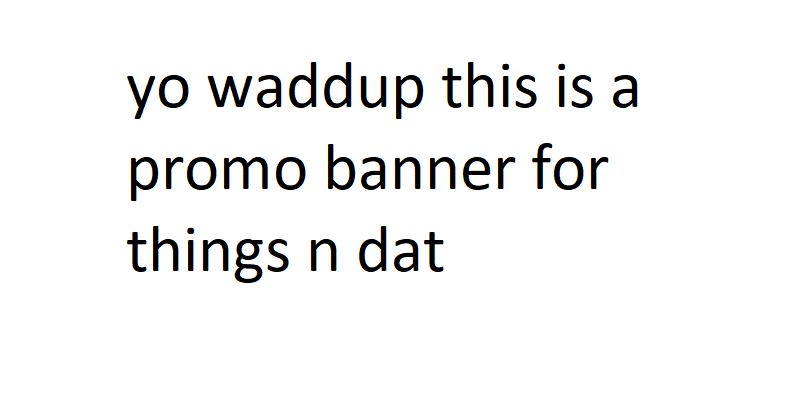 yo waddup this is a
promo banner for
things n dat